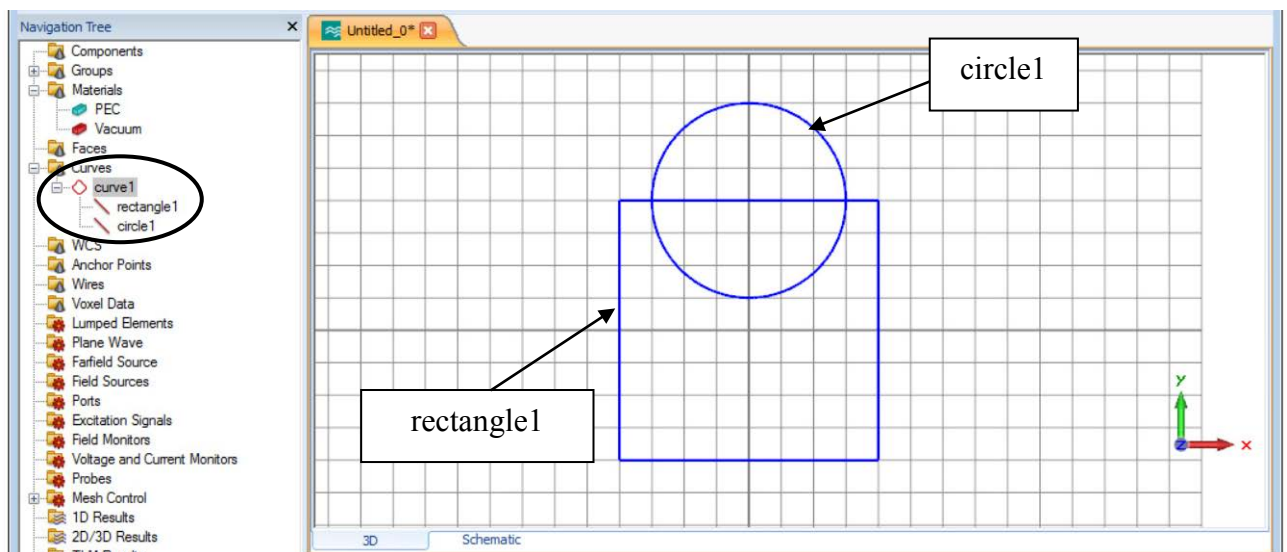 Navigation Tree
Components
Groups
Materials
PEC
Vacuum
Faces
Curves
curve1
rectangle1
circle1
WCS
Anchor Points
Wires
Voxel Data
Lumped Elements
Plane Wave
Farfield Source
Field Sources
Ports
Excitation Signals
Field Monitors
Voltage and Current Monitors
Probes
Mesh Control
1D Results
2D/3D Results
Untitled_0*
circle1
rectangle1
y
z
x
3D Schematic